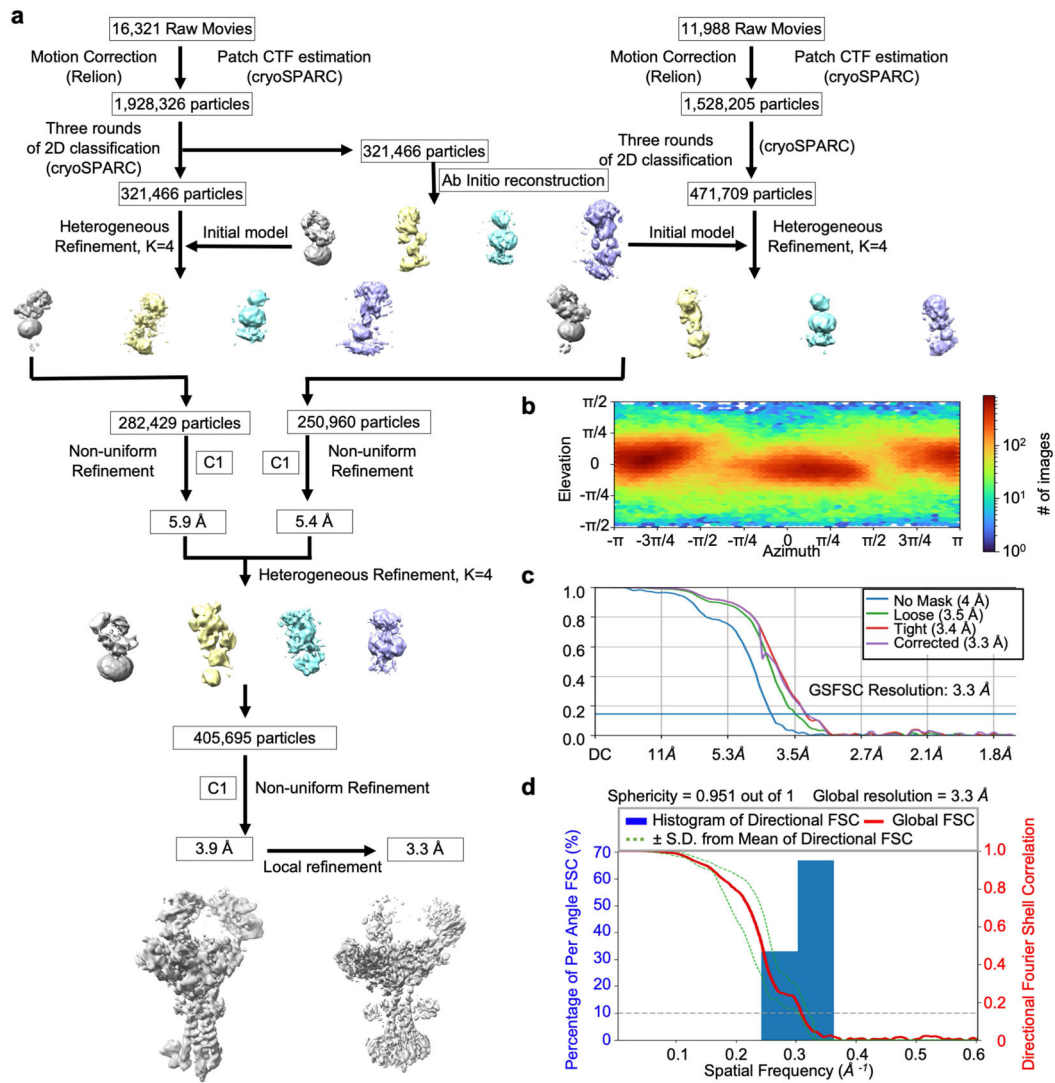 a
16,321 Raw Movies
Motion Correction
(Relion)
Patch CTF estimation
(cryoSPARC)
1,928,326 particles
Three rounds
of 2D classification
(cryoSPARC)
321,466 particles
Ab Initio reconstruction
321,466 particles
Heterogeneous
Refinement, K=4
Initial model
11,988 Raw Movies
Motion Correction
(Relion)
Patch CTF estimation
(cryoSPARC)
1,528,205 particles
Three rounds
of 2D classification
(cryoSPARC)
471,709 particles
Initial model
Heterogeneous
Refinement, K=4
282,429 particles
250,960 particles
Non-uniform
Refinement
C1
C1
Non-uniform
Refinement
5.9 Å
5.4 Å
Heterogeneous Refinement, K=4
405,695 particles
C1
Non-uniform Refinement
3.9 Å
Local refinement
3.3 Å
b
Elevation
π/2
π/4
0
-π/4
-π/2
-π
-3π/4
-π/2
-π/4
0
π/4
π/2
3π/4
π
Azimuth
10²
10¹
10⁰
# of images
c
1.0
0.8
0.6
0.4
0.2
0.0
No Mask (4 Å)
Loose (3.5 Å)
Tight (3.4 Å)
Corrected (3.3 Å)
GSFSC Resolution: 3.3 Å
DC
11Å
5.3Å
3.5Å
2.7Å
2.1Å
1.8Å
d
Sphericity = 0.951 out of 1
Global resolution = 3.3 Å
Histogram of Directional FSC
Global FSC
± S.D. from Mean of Directional FSC
Percentage of Per Angle FSC (%)
70
60
50
40
30
20
10
0
1.0
0.8
0.6
0.4
0.2
0
Directional Fourier Shell Correlation
0.1
0.2
0.3
0.4
0.5
0.6
Spatial Frequency (Å⁻¹)